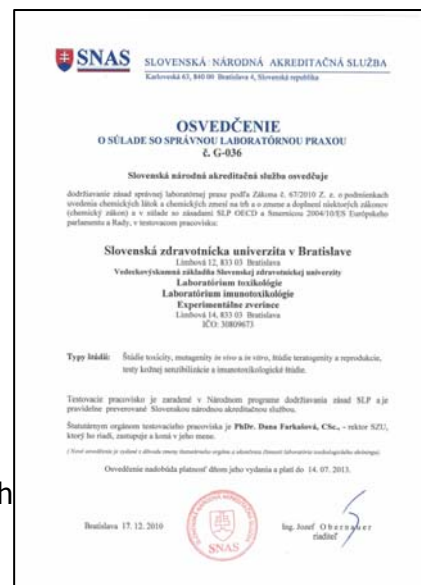 SNAS
SLOVENSKÁ NÁRODNÁ AKREDITAČNÁ SLUŽBA
Karloveská 63, 840 00 Bratislava 4, Slovenská republika
OSVEDČENIE
O SÚLADE SO SPRÁVNOU LABORATÓRNOU PRAXOU
č. G-036
Slovenská národná akreditačná služba osvedčuje
dodržiavanie zásad správnej laboratórnej praxe podľa Zákona č. 67/2010 Z. z. o podmienkach
uvedenia chemických látok a chemických zmesí na trh a o zmene a doplnení niektorých zákonov
(chemický zákon) a v súlade so zásadami SLP OECD a Smernicou 2004/10/ES Európskeho
parlamentu a Rady, v testovacom pracovisku:
Slovenská zdravotnícka univerzita v Bratislave
Limbová 12, 833 03 Bratislava
Vedeckovýskumná základňa Slovenskej zdravotníckej univerzity
Laboratórium toxikológie
Laboratórium imunotoxikológie
Experimentálne zverince
Limbová 14, 833 03 Bratislava
IČO: 30809673
Typy štúdií: Štúdie toxicity, mutagenity in vivo a in vitro, štúdie teratogenity a reprodukcie,
testy kožnej senzibilizácie a imunotoxikologické štúdie.
Testovacie pracovisko je zaradené v Národnom programe dodržiavania zásad SLP a je
pravidelne preverované Slovenskou národnou akreditačnou službou.
Štatutárnym orgánom testovacieho pracoviska je PhDr. Dana Farkašová, CSc., - rektor SZU,
ktorý ho riadi, zastupuje a koná v jeho mene.
Osvedčenie nadobúda platnosť dňom jeho vydania a platí do 14. 07. 2013.
h
Bratislava 17. 12. 2010
Ing. Jozef Obernauer
riaditeľ
SNAS